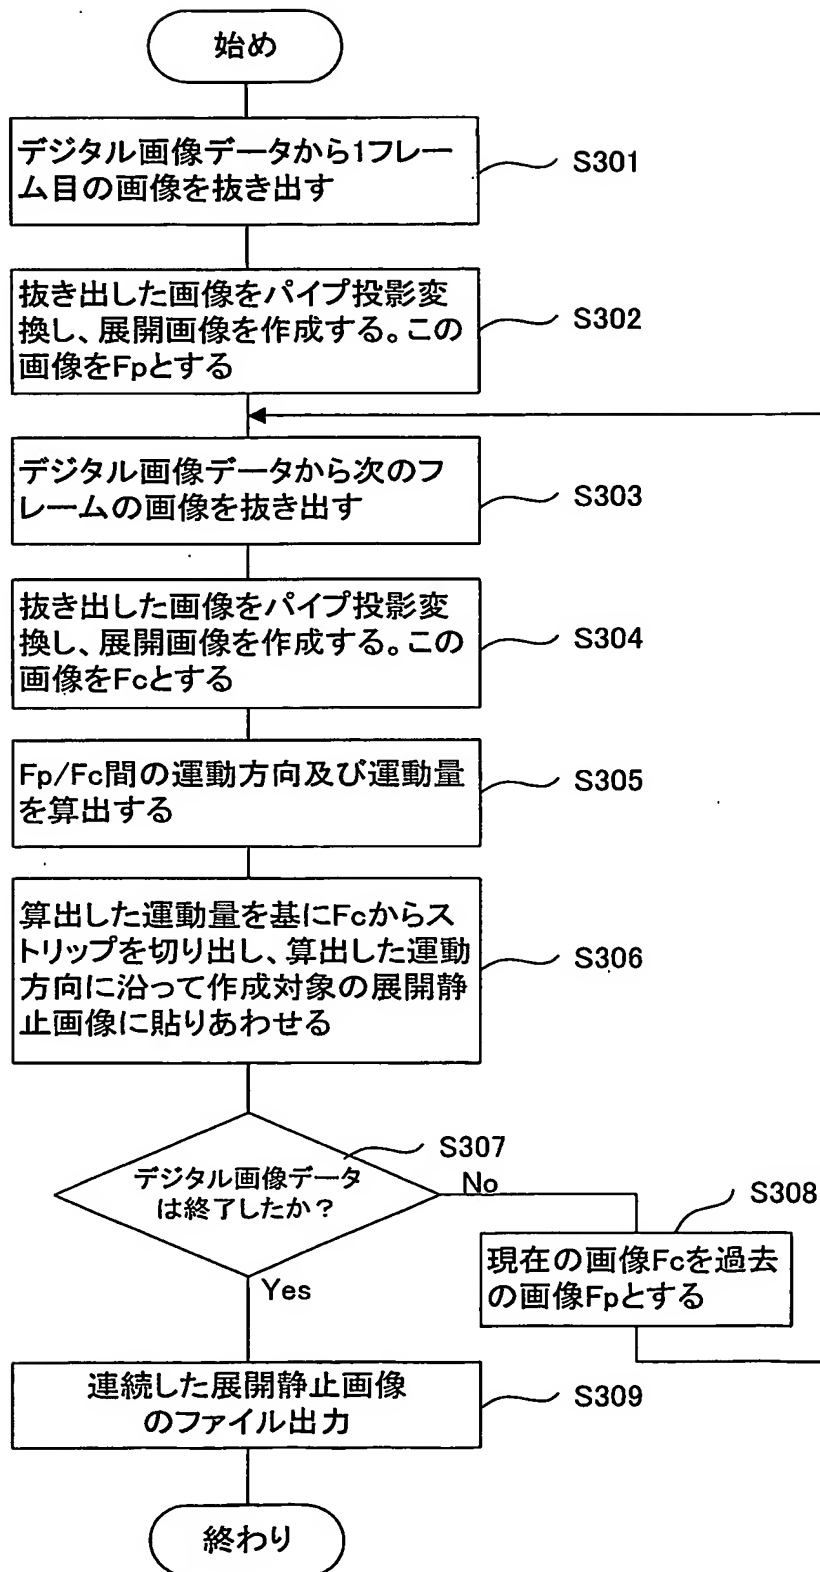 始め
デジタル画像データから1フレー
ム目の画像を抜き出す
S301
抜き出した画像をパイプ投影変
換し、展開画像を作成する。この
画像をFpとする
S302
デジタル画像データから次のフ
レームの画像を抜き出す
S303
抜き出した画像をパイプ投影変
換し、展開画像を作成する。この
画像をFcとする
S304
Fp/Fc間の運動方向及び運動量
を算出する
S305
算出した運動量を基にFcからス
トリップを切り出し、算出した運動
方向に沿って作成対象の展開静
止画像に貼りあわせる
S306
デジタル画像データ
は終了したか？
S307
No
Yes
現在の画像Fcを過去
の画像Fpとする
S308
連続した展開静止画像
のファイル出力
S309
終わり